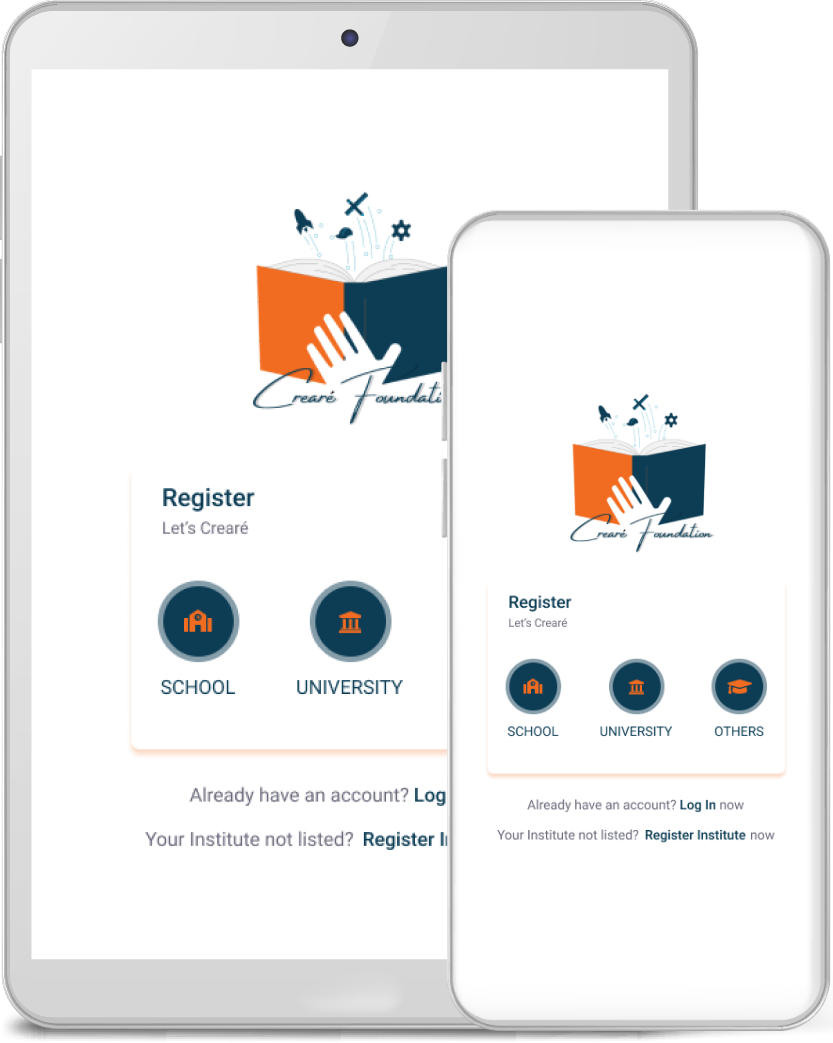 Crearé Foundati
Register
Let's Crearé
SCHOOL
UNIVERSITY
Already have an account? Log
Your Institute not listed? Register I
Crearé Foundation
Register
Let's Crearé
SCHOOL
UNIVERSITY
OTHERS
Already have an account? Log In now
Your Institute not listed? Register Institute now